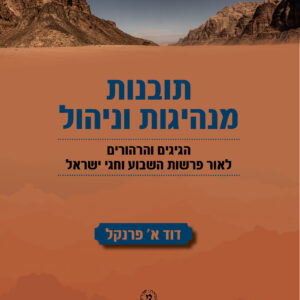 תובנות
מנהיגות וניהול
הגיגים והרהורים
לאור פרשות השבוע וחגי ישראל
דוד א׳ פרנקל